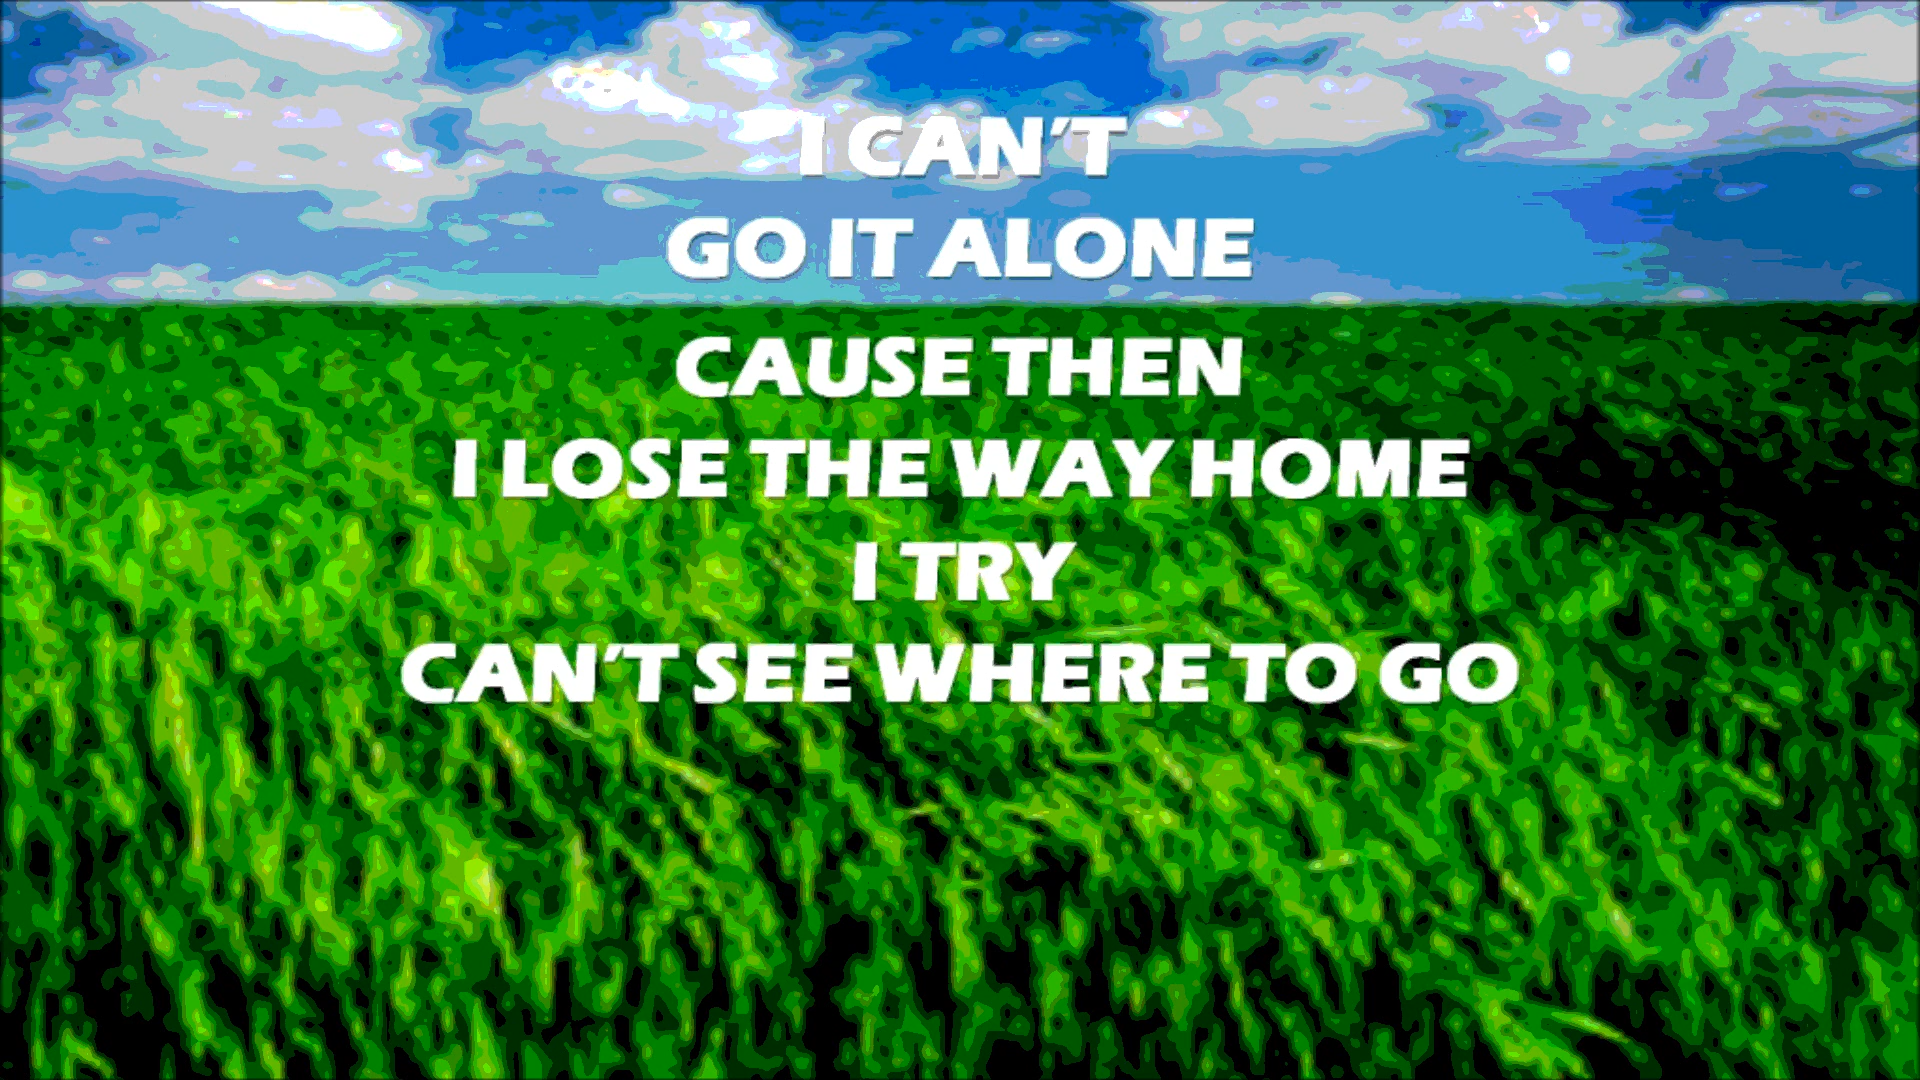 I CAN'T
GO IT ALONE
CAUSE THEN
I LOSE THE WAY HOME
I TRY
CAN'T SEE WHERE TO GO